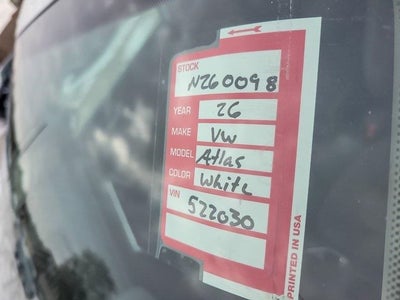 STOCK
N260098
YEAR 26
MAKE VW
MODEL Atlas
COLOR White
VIN 522030
PRINTED IN USA